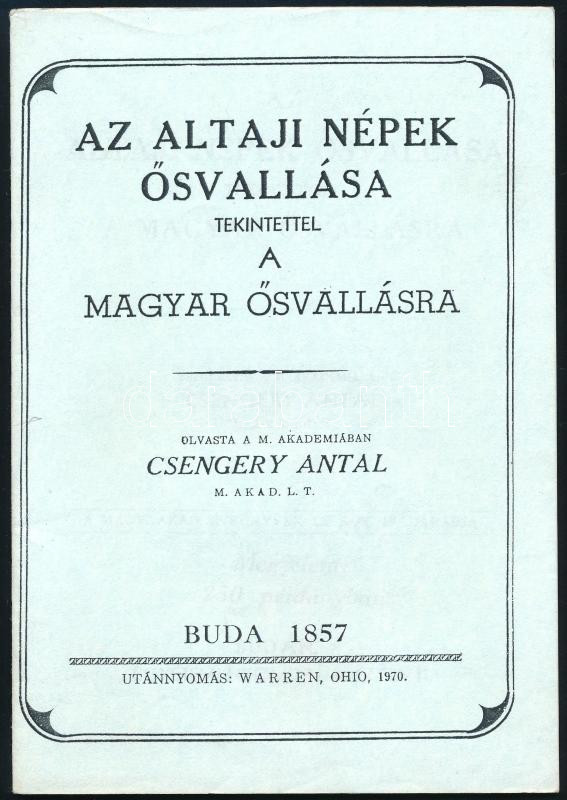 AZ ALTAJI NÉPEK
ŐSVALLÁSA
TEKINTETTEL
A
MAGYAR ŐSVALLÁSRA
OLVASTA A M. AKADEMIÁBAN
CSENGERY ANTAL
M. AKAD. L. T.
BUDA 1857
UTÁNNYOMÁS: WARREN, OHIO, 1970.